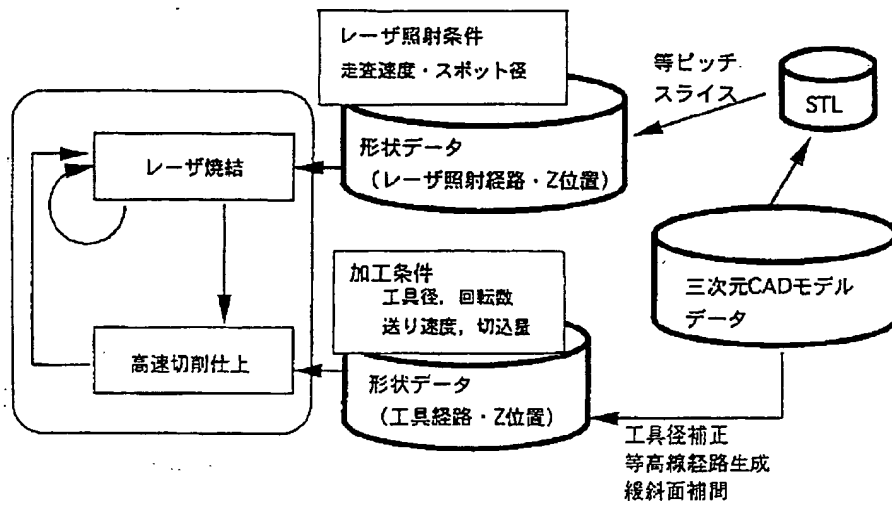 レーザ照射条件
走査速度・スポット径
等ピッチ
スライス
STL
形状データ
(レーザ照射経路・Z位置)
レーザ焼結
加工条件
工具径，回転数
送り速度，切込量
三次元CADモデル
データ
高速切削仕上
形状データ
(工具経路・Z位置)
工具径補正
等高線経路生成
緩斜面補間